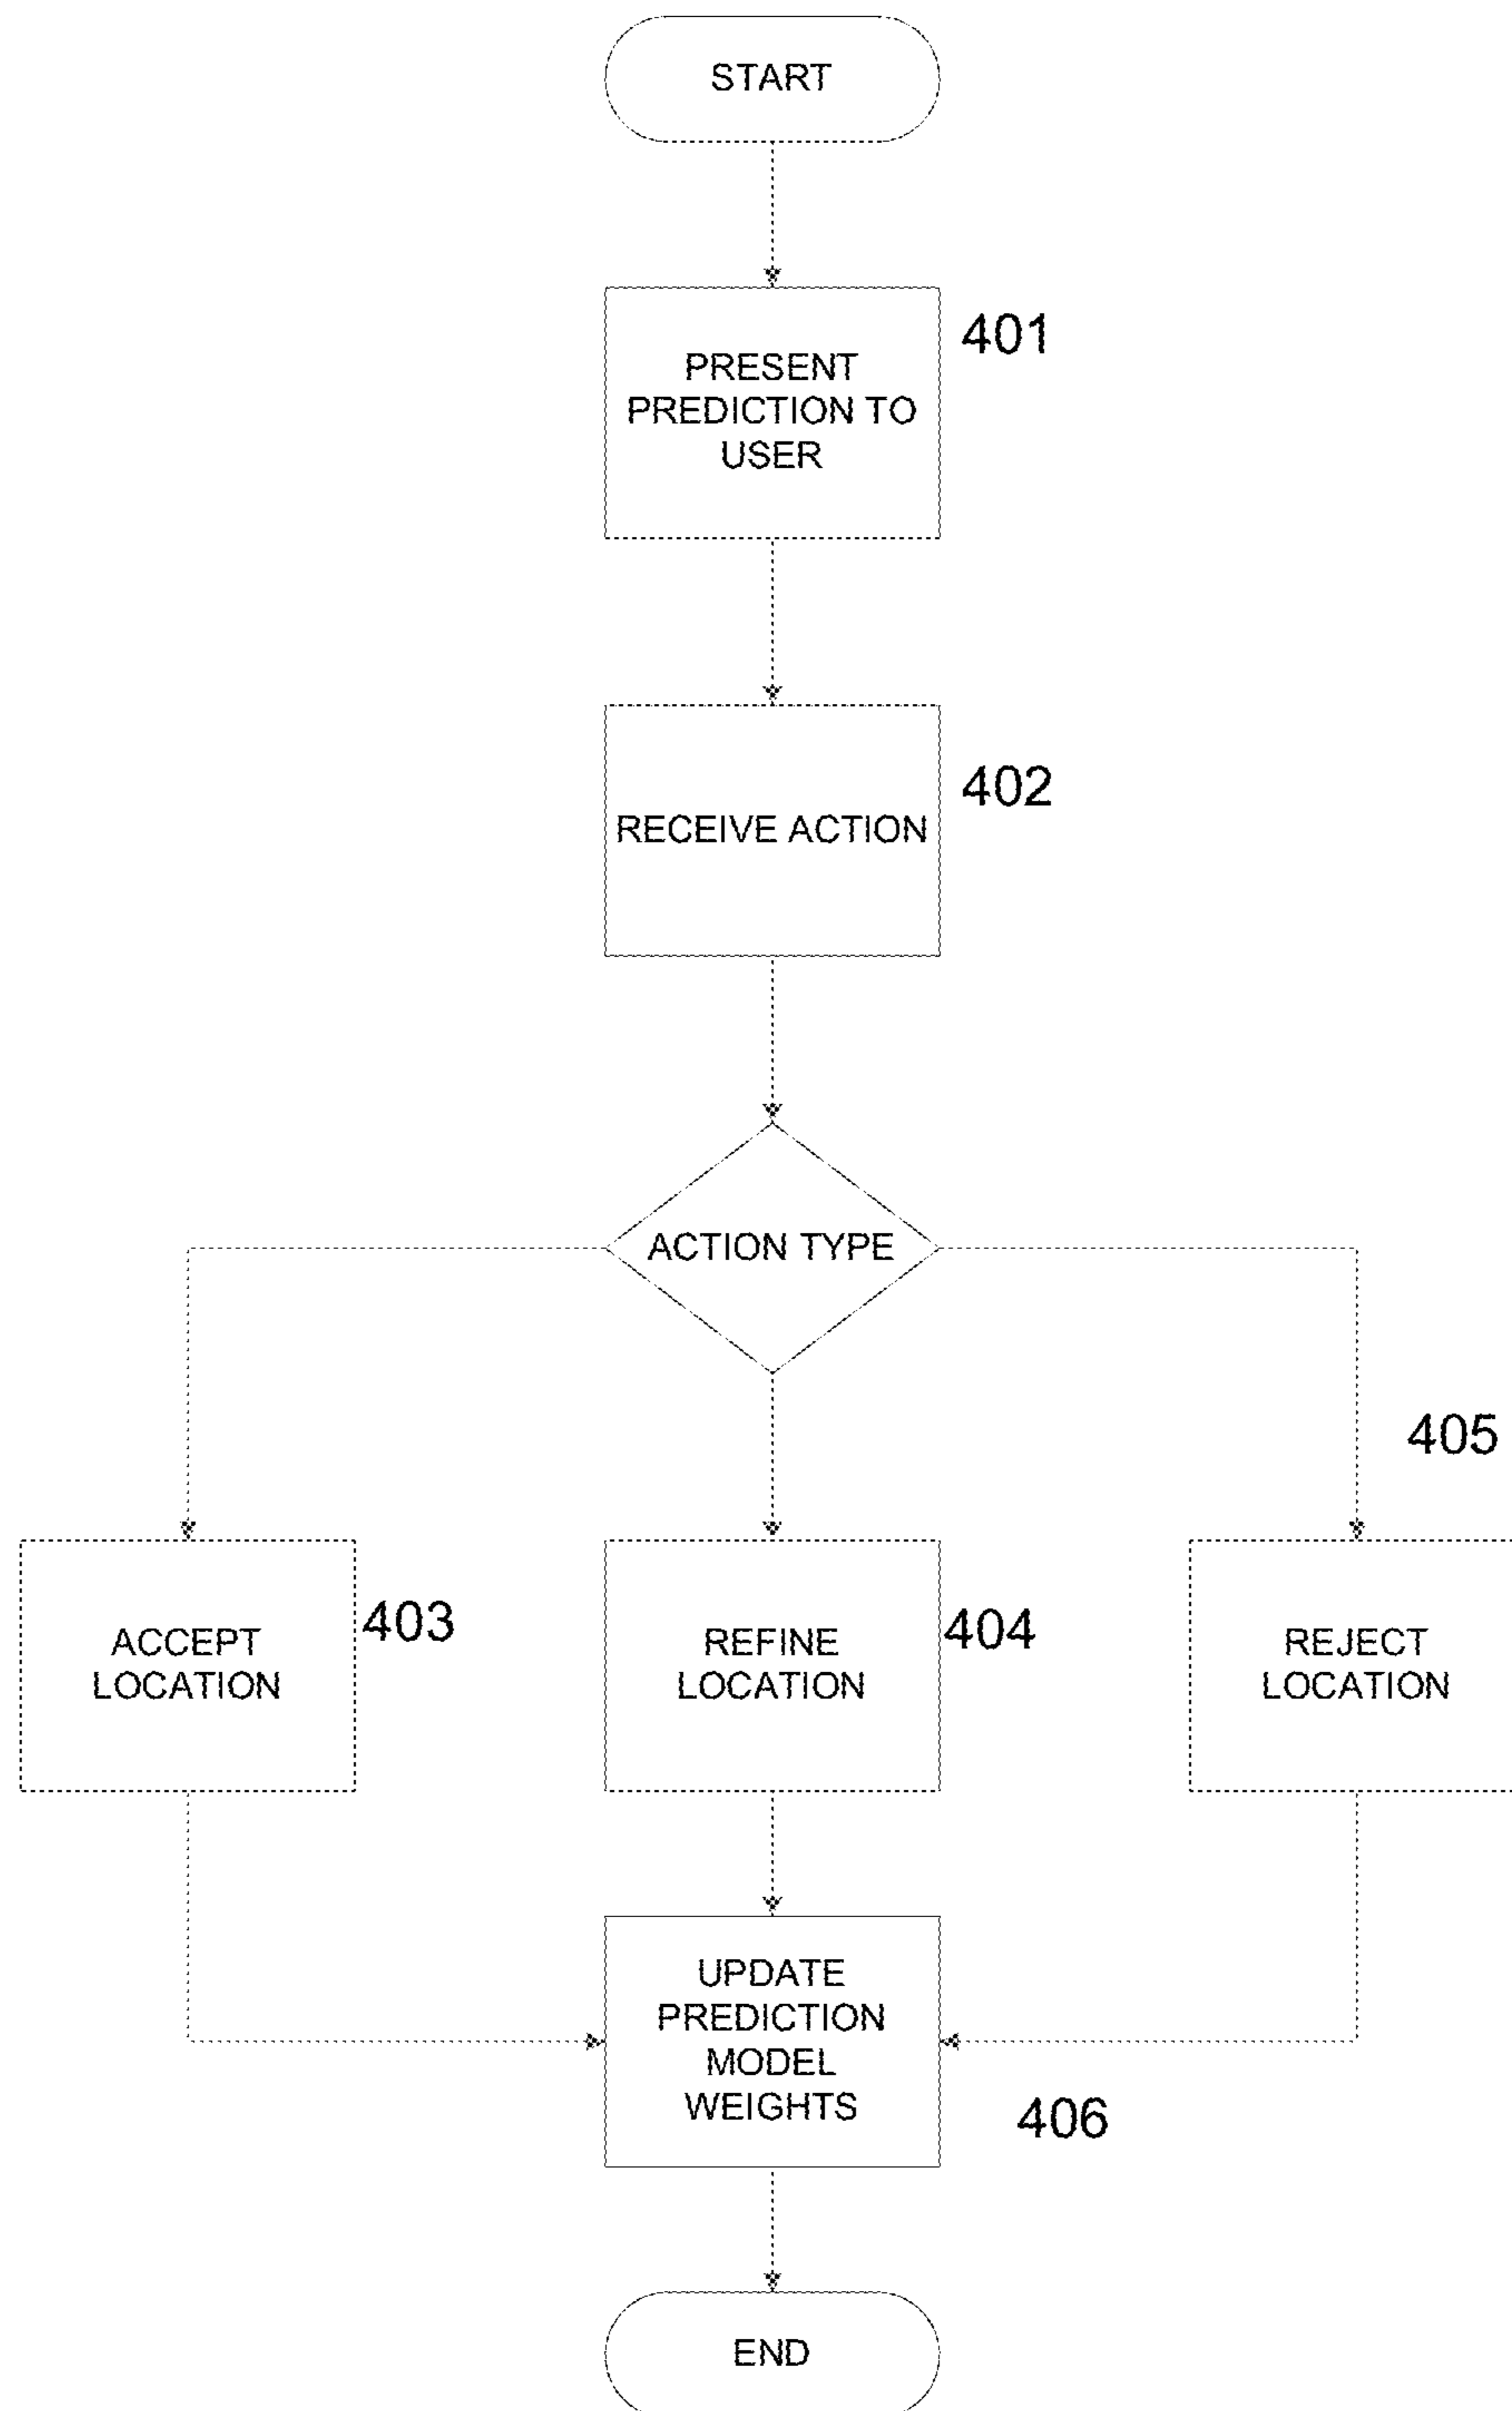 START
401
PRESENT
PREDICTION TO
USER
402
RECEIVE ACTION
ACTION TYPE
405
ACCEPT
LOCATION
403
REFINE
LOCATION
404
REJECT
LOCATION
UPDATE
PREDICTION
MODEL
WEIGHTS
406
END